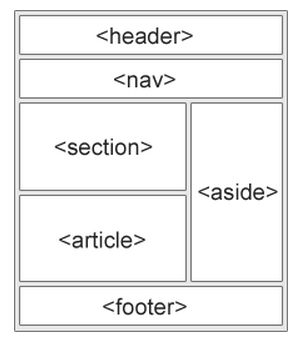 <header>
<nav>
<section>
<aside>
<article>
<footer>